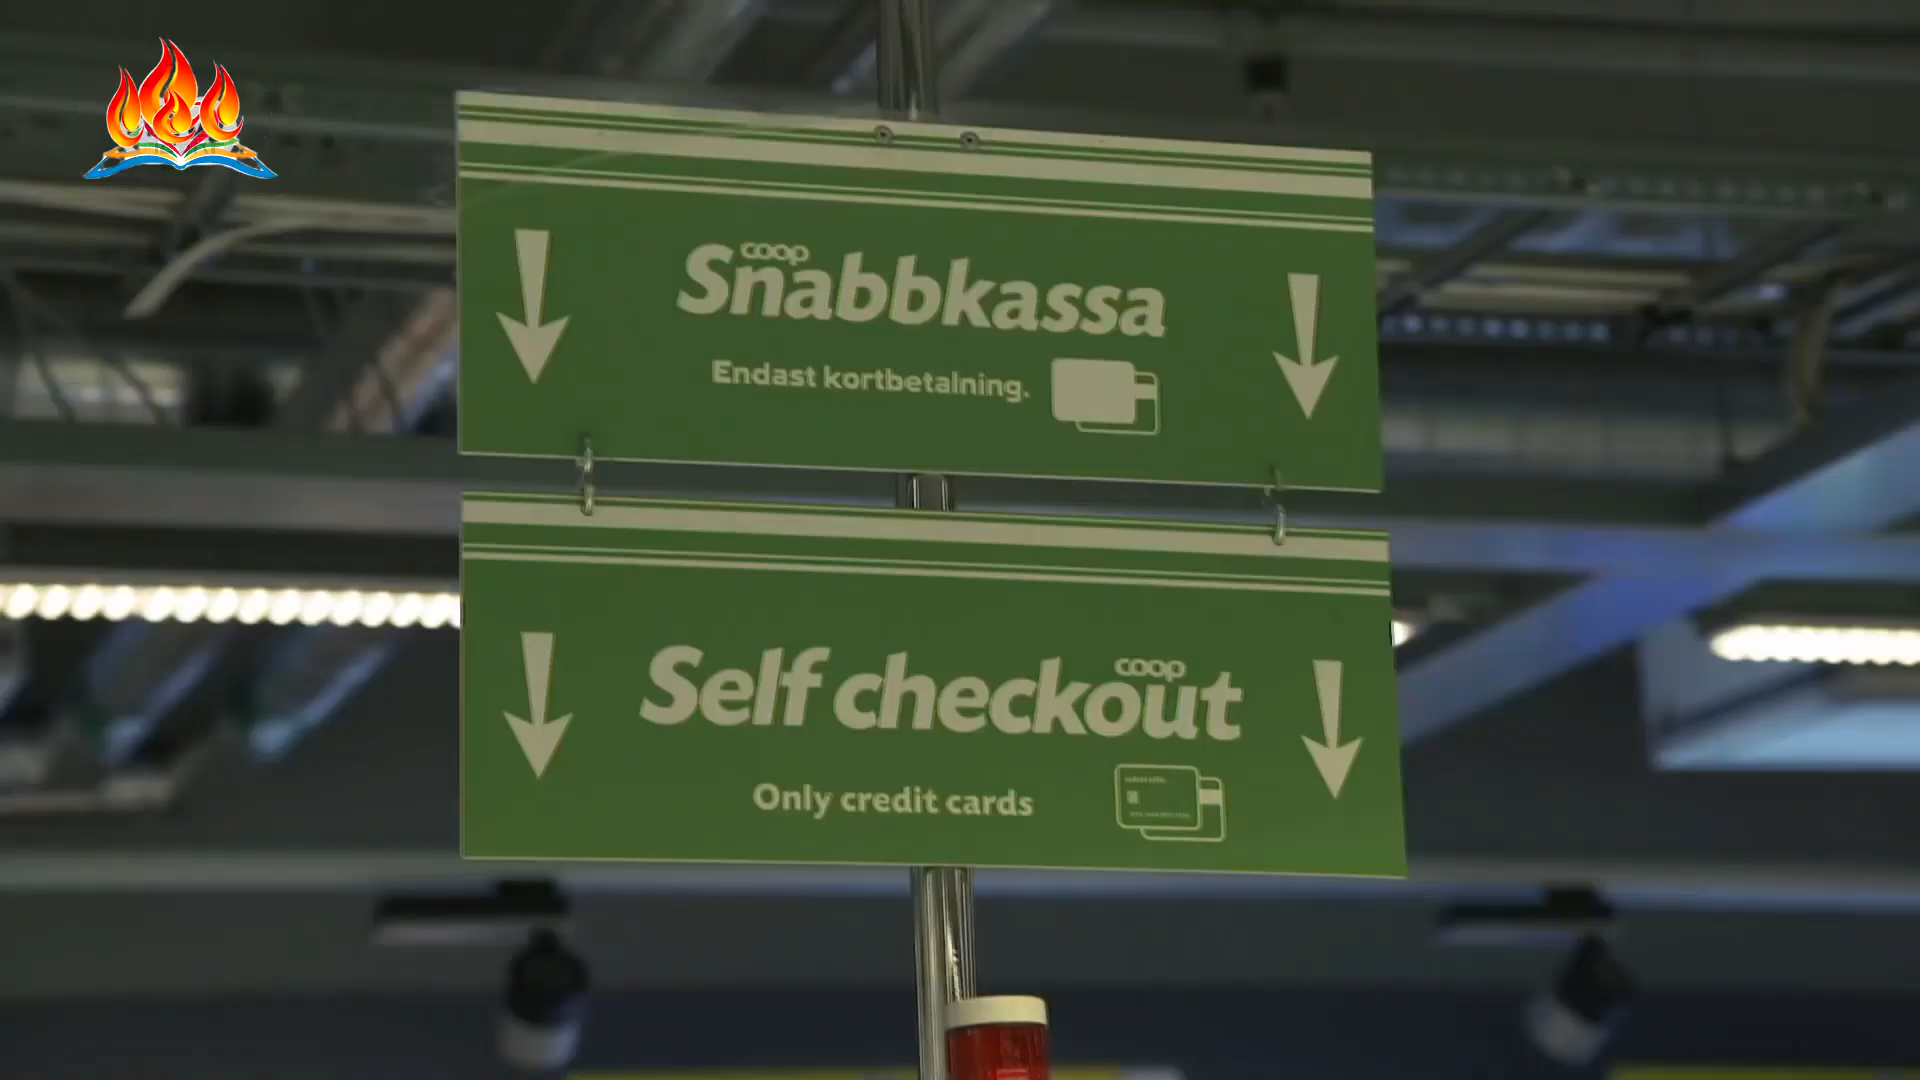 coop
Snabbkassa
Endast kortbetalning.
coop
Self checkout
Only credit cards